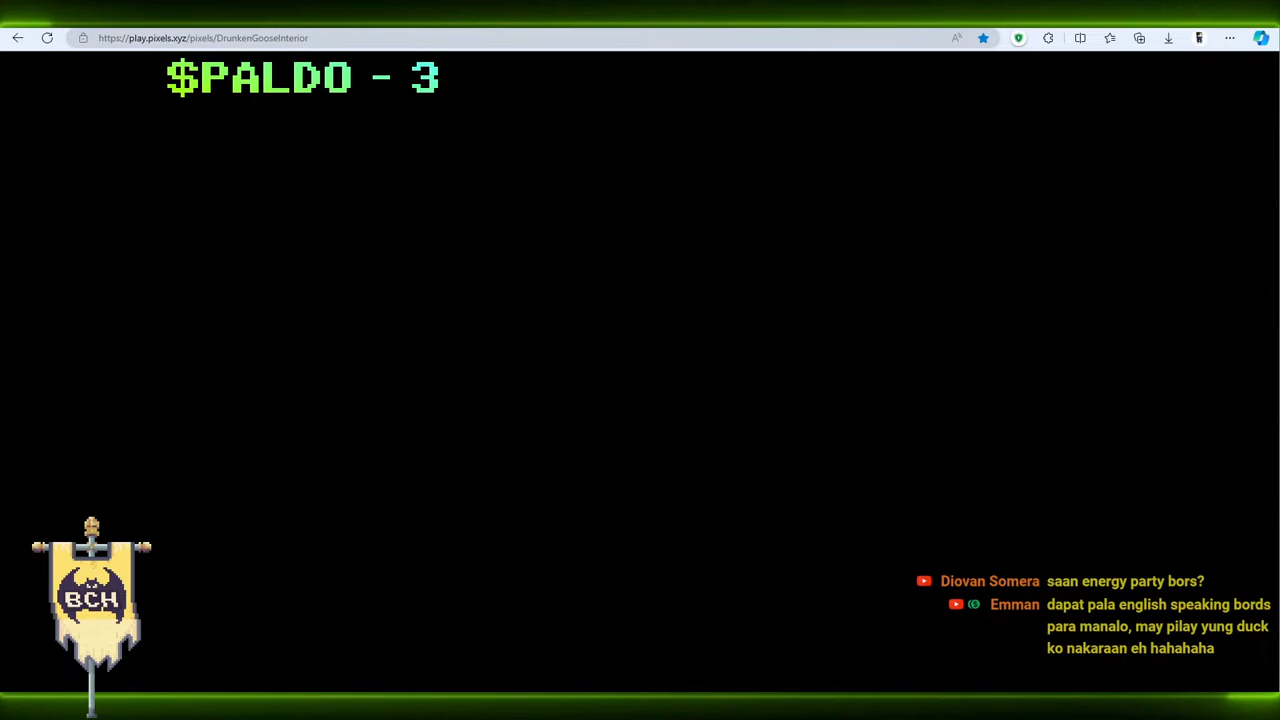 https://play.pixels.xyz/pixels/DrunkenGooseInterior
$PALDO - 3
BCH
Diovan Somera saan energy party bors?
Emman dapat pala english speaking bords
para manalo, may pilay yung duck
ko nakaraan eh hahahaha